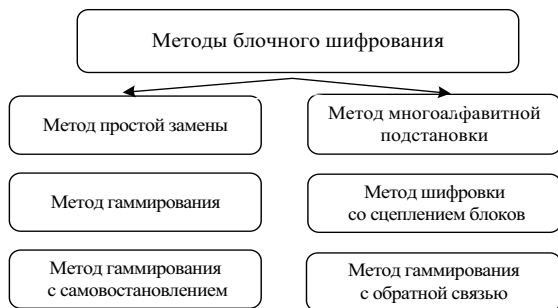 Методы блочного шифрования
Метод простой замены
Метод многоалфавитной
подстановки
Метод гаммирования
Метод шифровки
со сцеплением блоков
Метод гаммирования
с самовостановлением
Метод гаммирования
с обратной связью